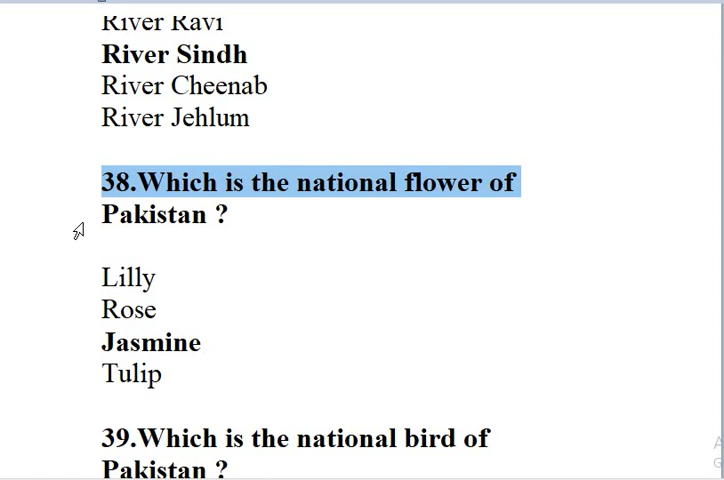 River Ravi
River Sindh
River Cheenab
River Jehlum
38.Which is the national flower of
Pakistan ?
Lilly
Rose
Jasmine
Tulip
39.Which is the national bird of
Pakistan ?